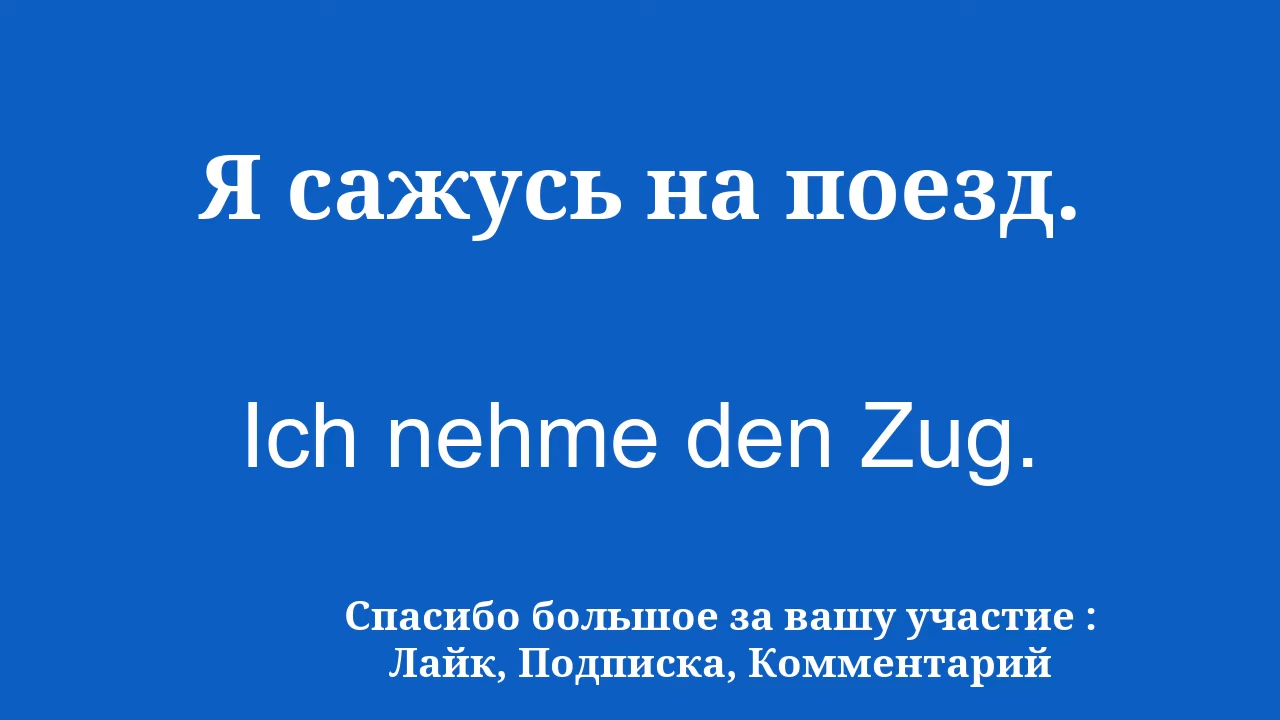 Я сажусь на поезд.
Ich nehme den Zug.
Спасибо большое за вашу участие :
Лайк, Подписка, Комментарий